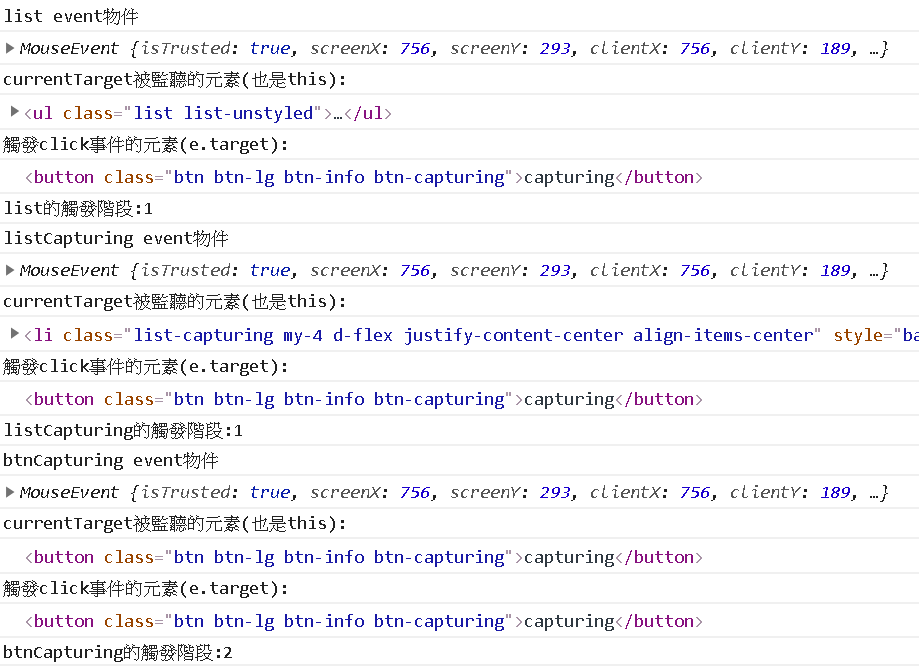 list event物件
▶MouseEvent {isTrusted: true, screenX: 756, screenY: 293, clientX: 756, clientY: 189, …}
currentTarget被監聽的元素(也是this):
▶<ul class="list list-unstyled">…</ul>
觸發click事件的元素(e.target):
<button class="btn btn-lg btn-info btn-capturing">capturing</button>
list的觸發階段:1
listCapturing event物件
▶MouseEvent {isTrusted: true, screenX: 756, screenY: 293, clientX: 756, clientY: 189, …}
currentTarget被監聽的元素(也是this):
▶<li class="list-capturing my-4 d-flex justify-content-center align-items-center" style="ba
觸發click事件的元素(e.target):
<button class="btn btn-lg btn-info btn-capturing">capturing</button>
listCapturing的觸發階段:1
btnCapturing event物件
▶MouseEvent {isTrusted: true, screenX: 756, screenY: 293, clientX: 756, clientY: 189, …}
currentTarget被監聽的元素(也是this):
<button class="btn btn-lg btn-info btn-capturing">capturing</button>
觸發click事件的元素(e.target):
<button class="btn btn-lg btn-info btn-capturing">capturing</button>
btnCapturing的觸發階段:2